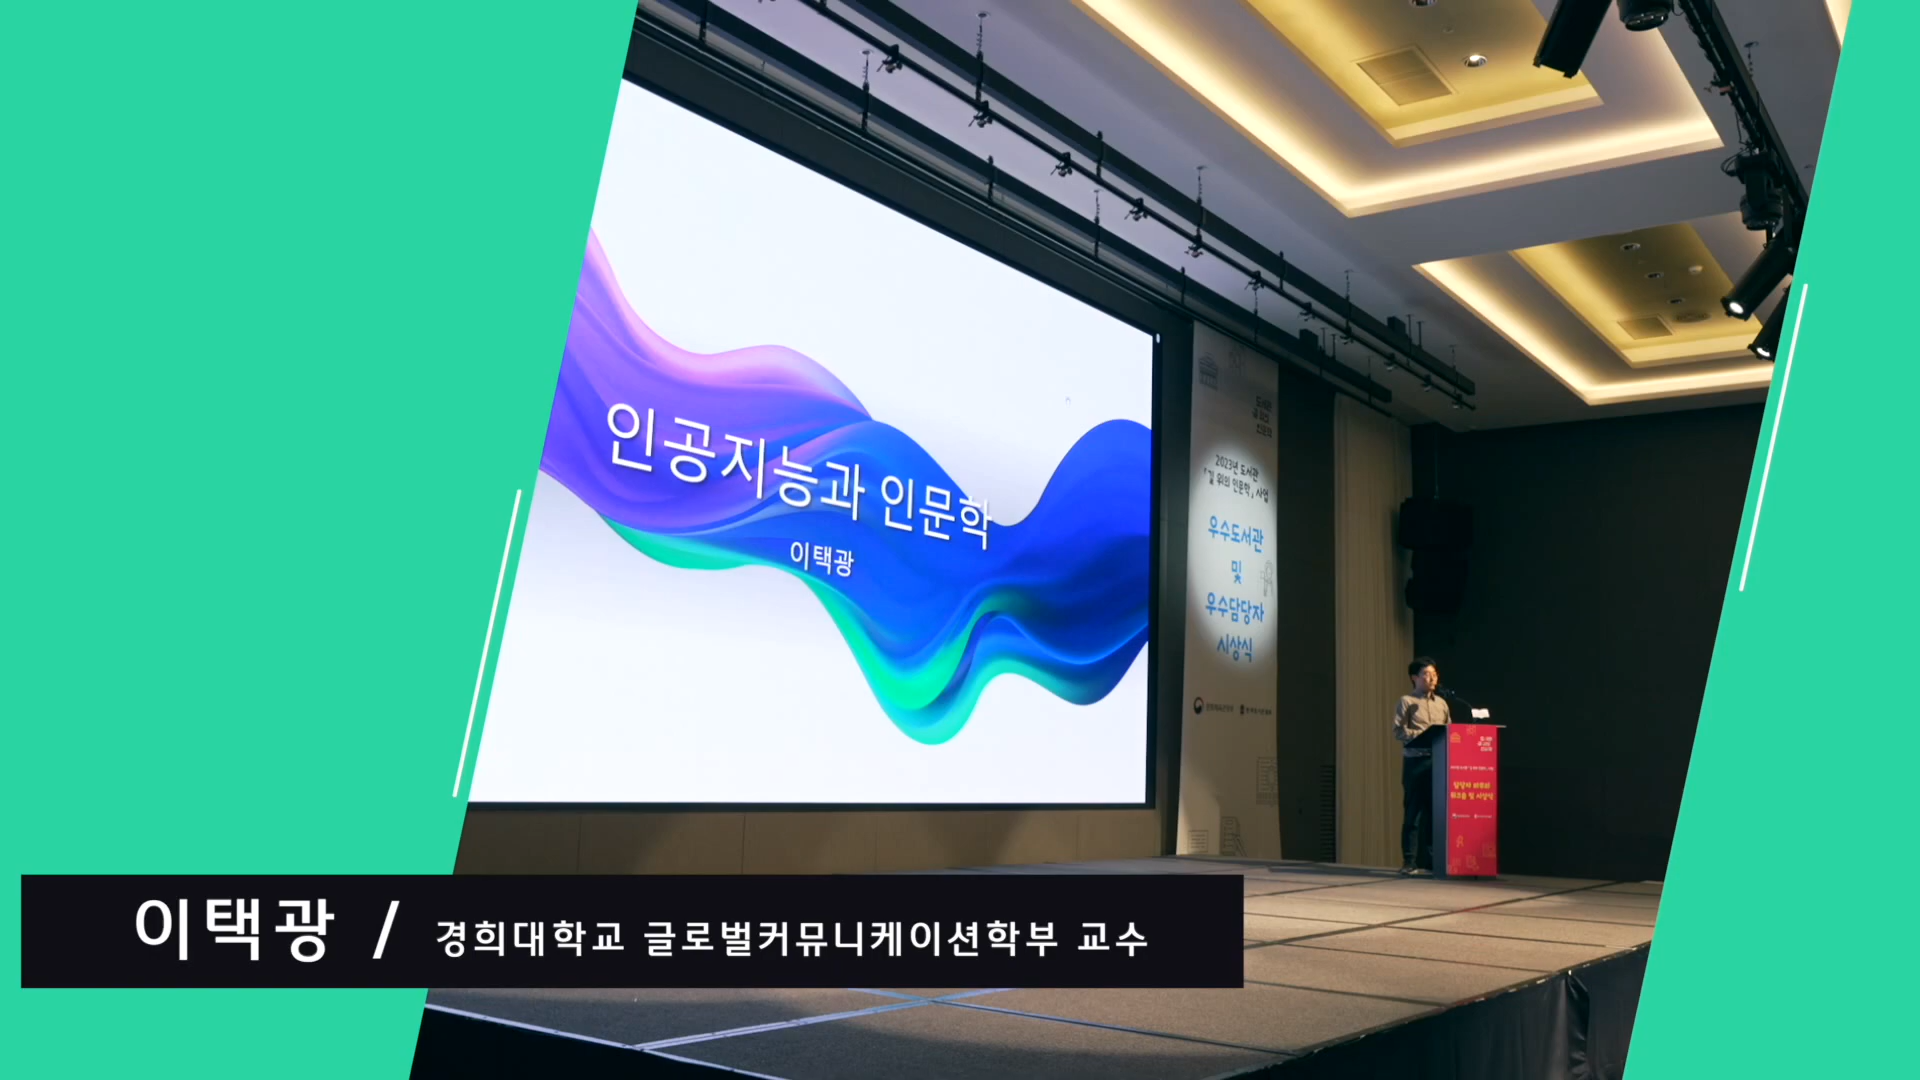 인공지능과 인문학
이택광
2023년 도서관
「길 위의 인문학」 사업
우수도서관
및
우수담당자
시상식
이택광 / 경희대학교 글로벌커뮤니케이션학부 교수